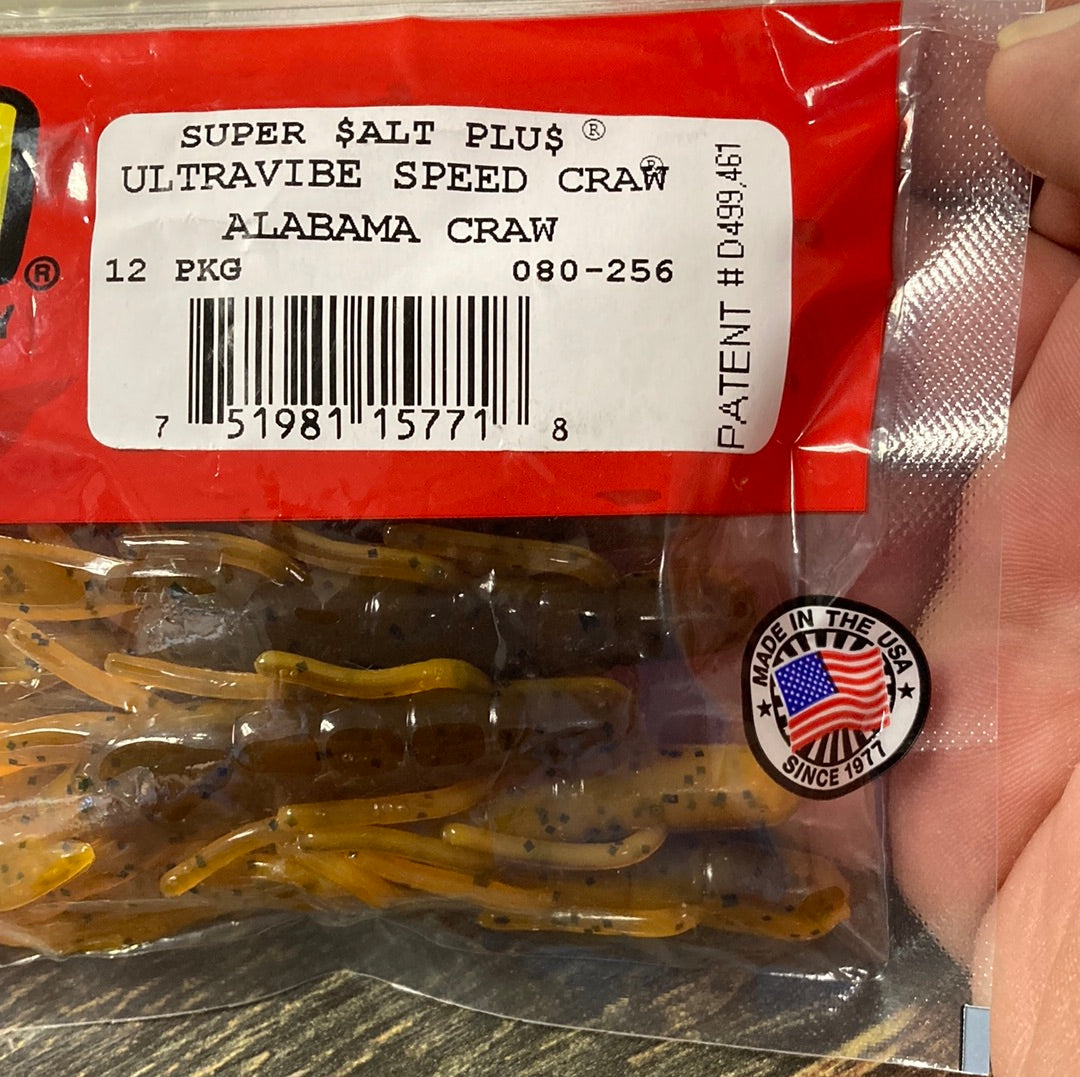 SUPER $ALT PLU$ ®
ULTRAVIBE SPEED CRAW ®
ALABAMA CRAW
12 PKG 080-256
7 51981 15771 8
PATENT # D499,461
®
MADE IN THE USA
SINCE 1977